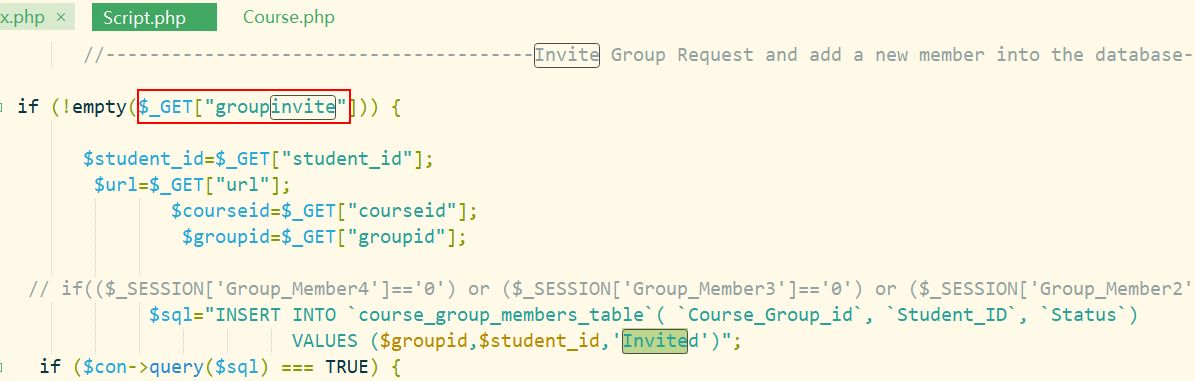 x.php × Script.php Course.php
//---------------------------------------Invite Group Request and add a new member into the database-
if (!empty($_GET["groupinvite"])) {
$student_id=$_GET["student_id"];
$url=$_GET["url"];
$courseid=$_GET["courseid"];
$groupid=$_GET["groupid"];
// if(($_SESSION['Group_Member4']=='0') or ($_SESSION['Group_Member3']=='0') or ($_SESSION['Group_Member2'
$sql="INSERT INTO `course_group_members_table`( `Course_Group_id`, `Student_ID`, `Status`)
VALUES ($groupid,$student_id,'Invited')";
if ($con->query($sql) === TRUE) {